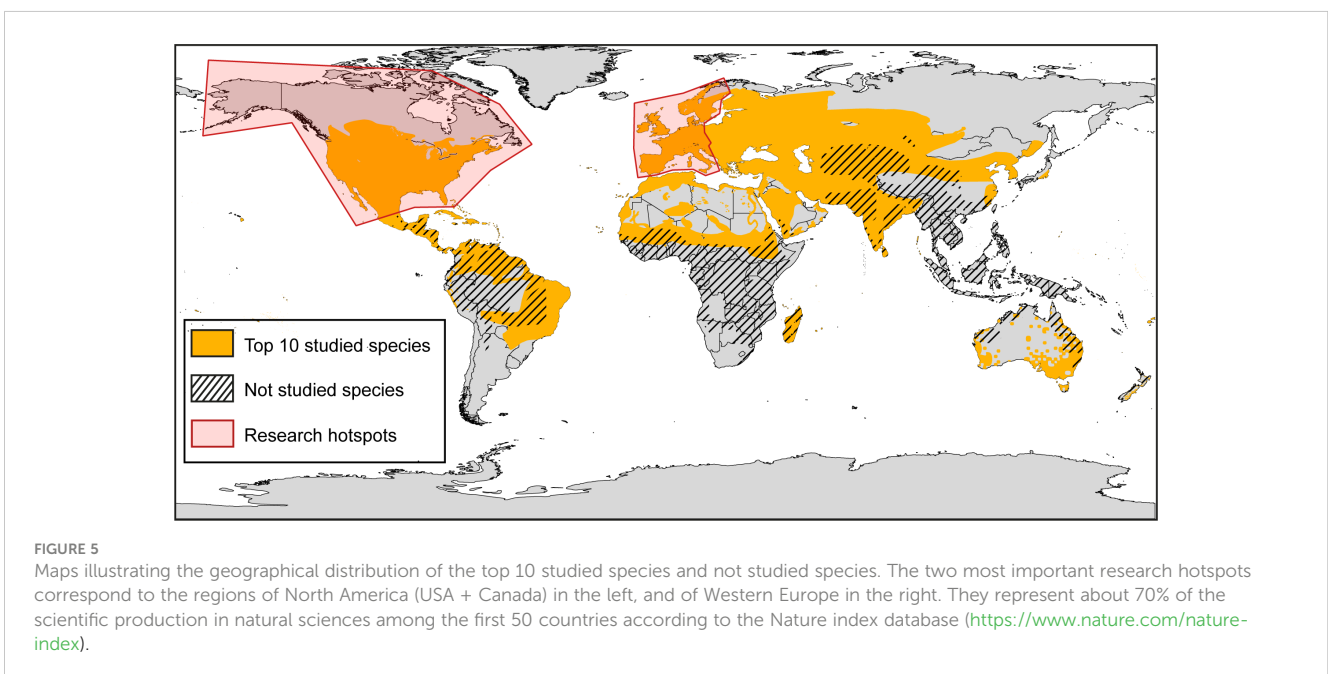 Top 10 studied species
Not studied species
Research hotspots
FIGURE 5
Maps illustrating the geographical distribution of the top 10 studied species and not studied species. The two most important research hotspots
correspond to the regions of North America (USA + Canada) in the left, and of Western Europe in the right. They represent about 70% of the
scientific production in natural sciences among the first 50 countries according to the Nature index database (https://www.nature.com/nature-
index).